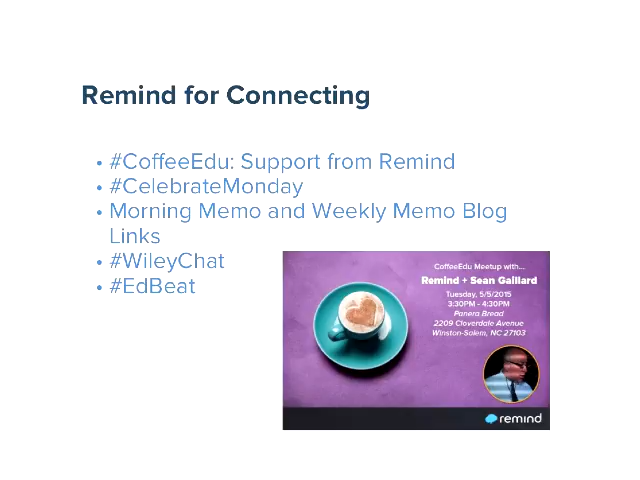 Remind for Connecting
• #CoffeeEdu: Support from Remind
• #CelebrateMonday
• Morning Memo and Weekly Memo Blog
Links
• #WileyChat
• #EdBeat
CoffeeEdu Meetup with...
Remind + Sean Gaillard
Tuesday, 5/5/2015
3:30PM - 4:30PM
Panera Bread
2209 Cloverdale Avenue
Winston-Salem, NC 27103
remind